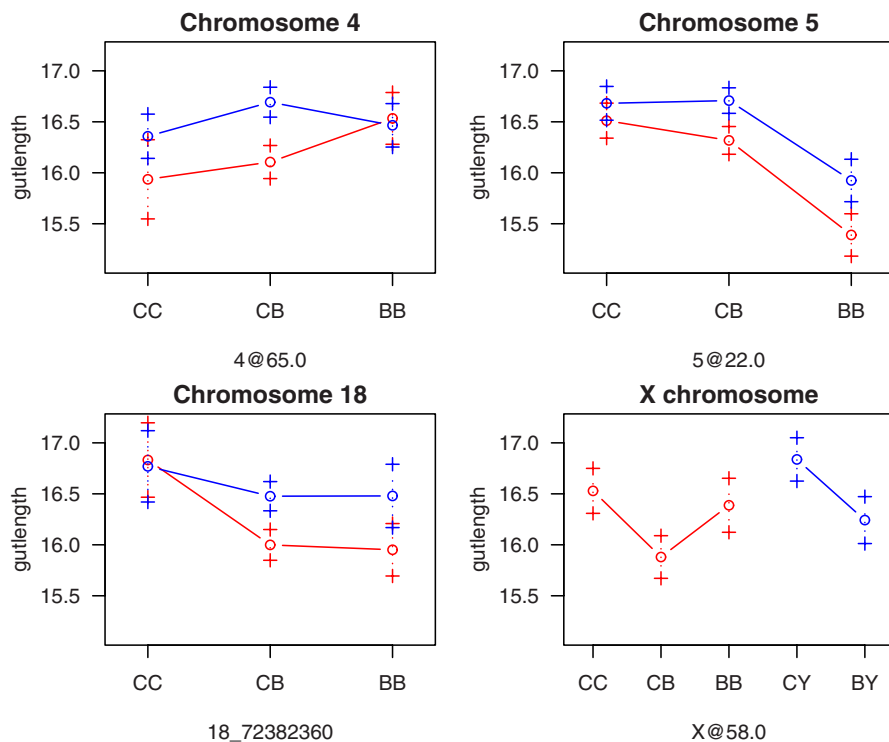 Chromosome 4
gutlength
17.0
16.5
16.0
15.5
CC CB BB
4@65.0
Chromosome 5
gutlength
17.0
16.5
16.0
15.5
CC CB BB
5@22.0
Chromosome 18
gutlength
17.0
16.5
16.0
15.5
CC CB BB
18_72382360
X chromosome
gutlength
17.0
16.5
16.0
15.5
CC CB BB CY BY
X@58.0